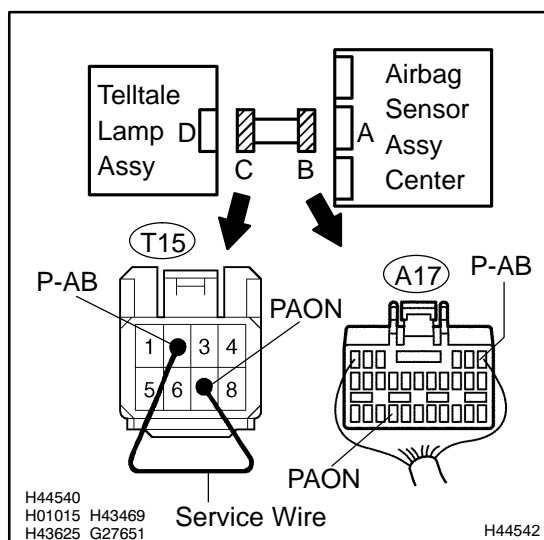 Telltale
Lamp
Assy
D
C
B
A
Airbag
Sensor
Assy
Center
T15
A17
P-AB
PAON
P-AB
1 3 4
5 6 8
PAON
Service Wire
H44540
H01015 H43469
H43625 G27651
H44542